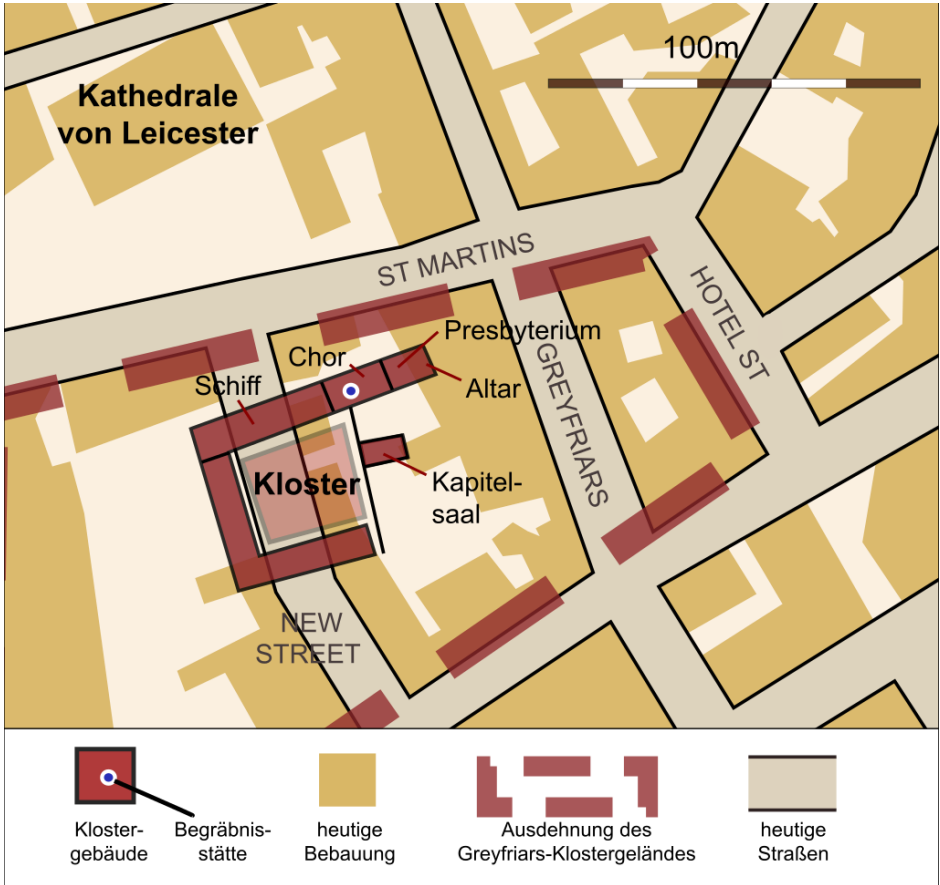 100m
Kathedrale
von Leicester
ST MARTINS
HOTEL ST
GREYFRIARS
Presbyterium
Chor
Altar
Schiff
Kloster
Kapitel-
saal
NEW
STREET
Kloster-
gebäude
Begräbnis-
stätte
heutige
Bebauung
Ausdehnung des
Greyfriars-Klostergeländes
heutige
Straßen